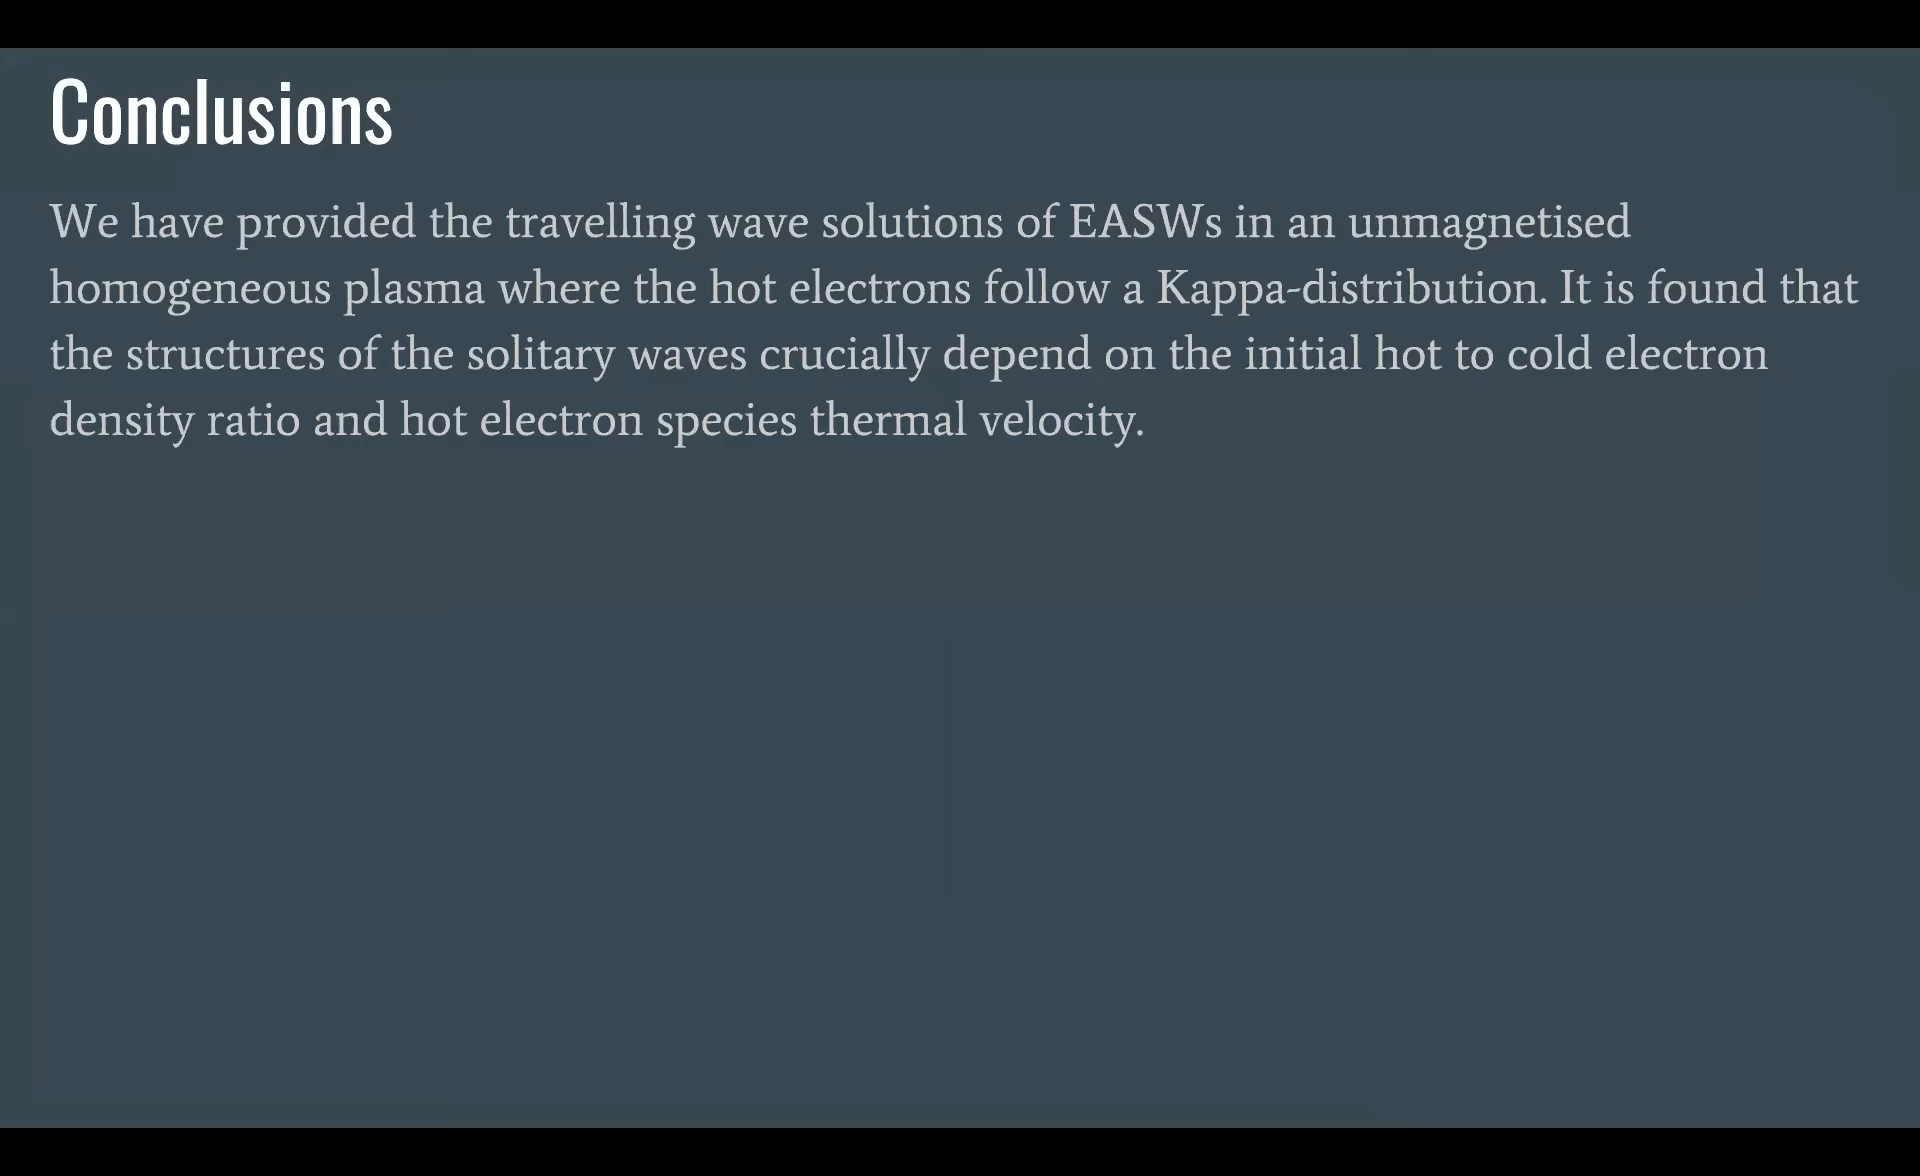 Conclusions
We have provided the travelling wave solutions of EASWs in an unmagnetised
homogeneous plasma where the hot electrons follow a Kappa-distribution. It is found that
the structures of the solitary waves crucially depend on the initial hot to cold electron
density ratio and hot electron species thermal velocity.